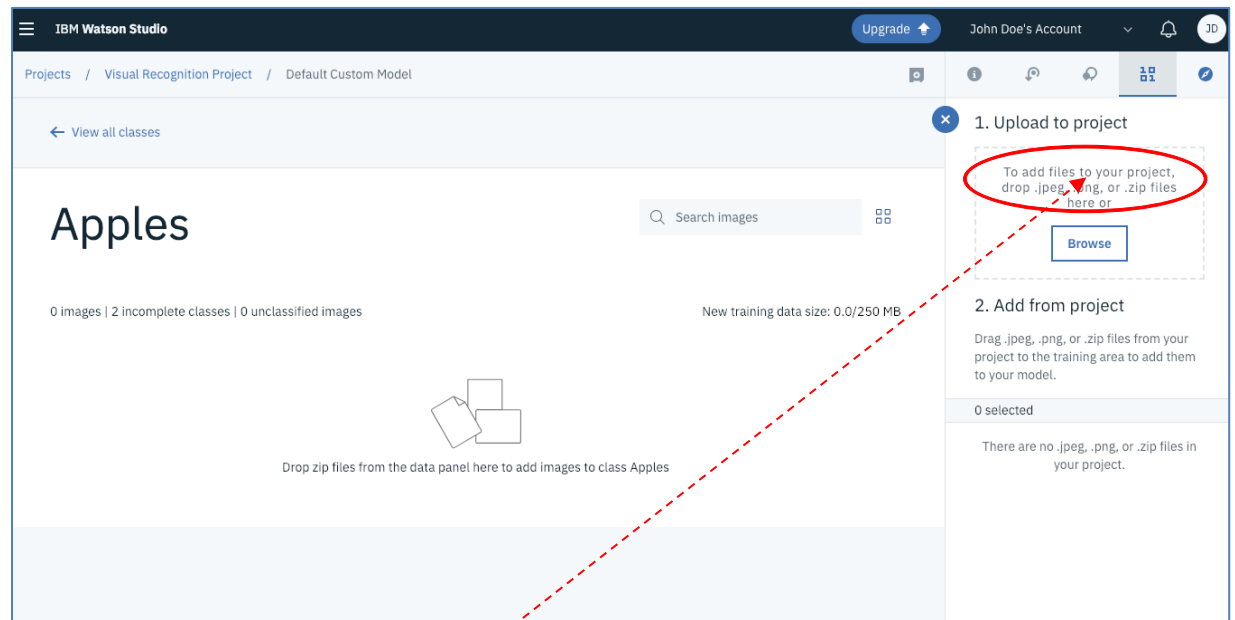 IBM Watson Studio
Upgrade
John Doe's Account
JD
Projects / Visual Recognition Project / Default Custom Model
View all classes
Apples
Search images
0 images | 2 incomplete classes | 0 unclassified images
New training data size: 0.0/250 MB
Drop zip files from the data panel here to add images to class Apples
1. Upload to project
To add files to your project,
drop .jpeg, .png, or .zip files
here or
Browse
2. Add from project
Drag .jpeg, .png, or .zip files from your
project to the training area to add them
to your model.
0 selected
There are no .jpeg, .png, or .zip files in
your project.